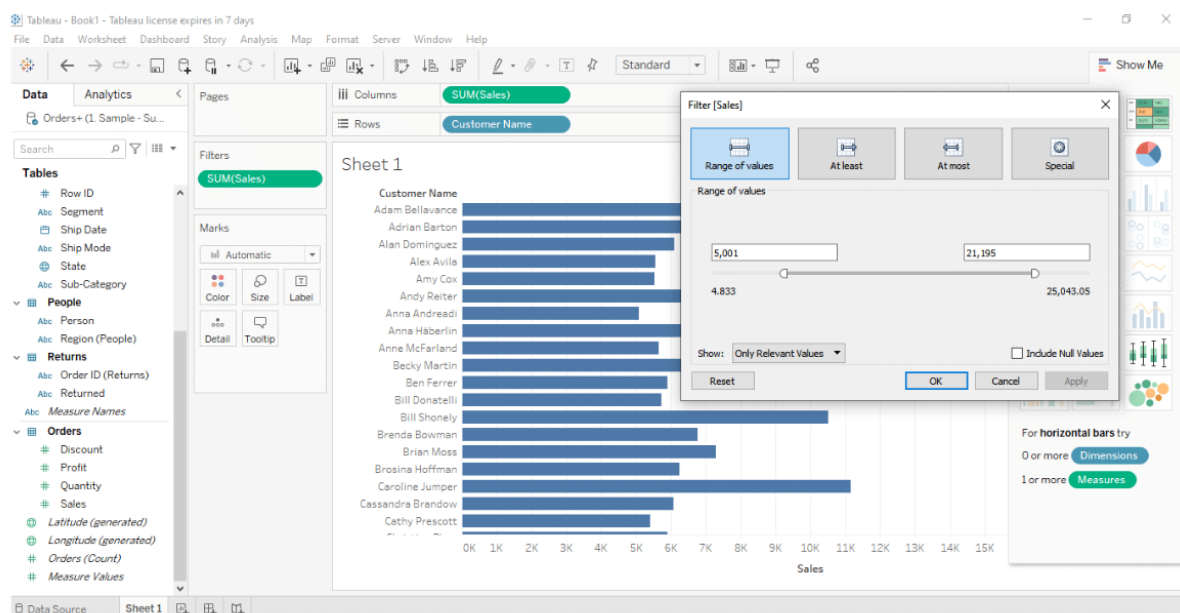 Tableau - Book1 - Tableau license expires in 7 days
File Data Worksheet Dashboard Story Analysis Map Format Server Window Help
Standard
Show Me
Data Analytics
Orders+ (1. Sample - Su...
Search
Tables
# Row ID
Abc Segment
Ship Date
Abc Ship Mode
State
Abc Sub-Category
People
Abc Person
Abc Region (People)
Returns
Abc Order ID (Returns)
Abc Returned
Abc Measure Names
Orders
# Discount
# Profit
# Quantity
# Sales
Latitude (generated)
Longitude (generated)
# Orders (Count)
# Measure Values
Pages
Filters
SUM(Sales)
Marks
Automatic
Color Size Label
Detail Tooltip
Columns SUM(Sales)
Rows Customer Name
Sheet 1
Customer Name
Adam Bellavance
Adrian Barton
Alan Dominguez
Alex Avila
Amy Cox
Andy Reiter
Anna Andreadi
Anna Häberlin
Anne McFarland
Becky Martin
Ben Ferrer
Bill Donatelli
Bill Shonely
Brenda Bowman
Brian Moss
Brosina Hoffman
Caroline Jumper
Cassandra Brandow
Cathy Prescott
0K 1K 2K 3K 4K 5K 6K 7K 8K 9K 10K 11K 12K 13K 14K 15K
Sales
Filter [Sales]
Range of values At least At most Special
Range of values
5,001 21,195
4.833 25,043.05
Show: Only Relevant Values Include Null Values
Reset OK Cancel Apply
For horizontal bars try
0 or more Dimensions
1 or more Measures
Data Source Sheet 1